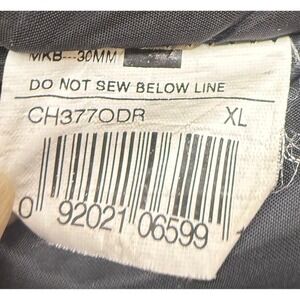 MKB---30MM
DO NOT SEW BELOW LINE
CH3770DR XL
0 92021 06599